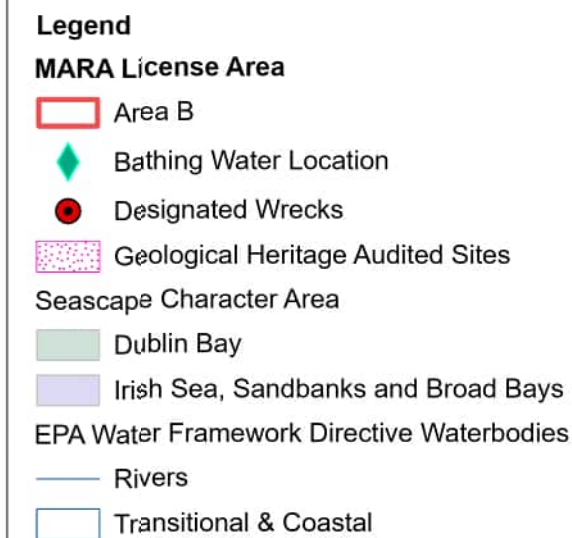 Legend
MARA License Area
Area B
Bathing Water Location
Designated Wrecks
Geological Heritage Audited Sites
Seascape Character Area
Dublin Bay
Irish Sea, Sandbanks and Broad Bays
EPA Water Framework Directive Waterbodies
Rivers
Transitional & Coastal